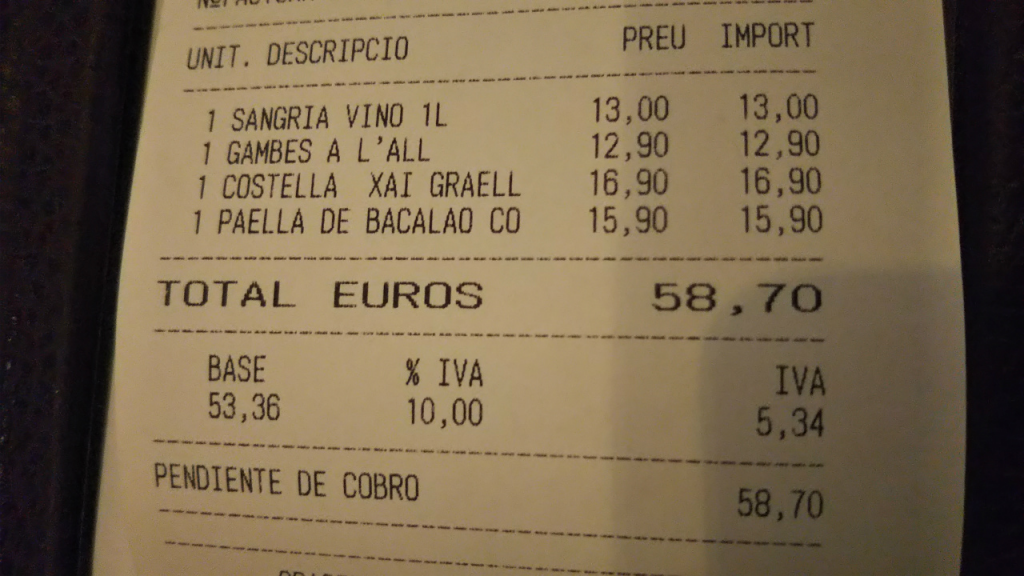 UNIT. DESCRIPCIO PREU IMPORT
1 SANGRIA VINO 1L 13,00 13,00
1 GAMBES A L'ALL 12,90 12,90
1 COSTELLA XAI GRAELL 16,90 16,90
1 PAELLA DE BACALAO CO 15,90 15,90
TOTAL EUROS 58,70
BASE % IVA IVA
53,36 10,00 5,34
PENDIENTE DE COBRO 58,70